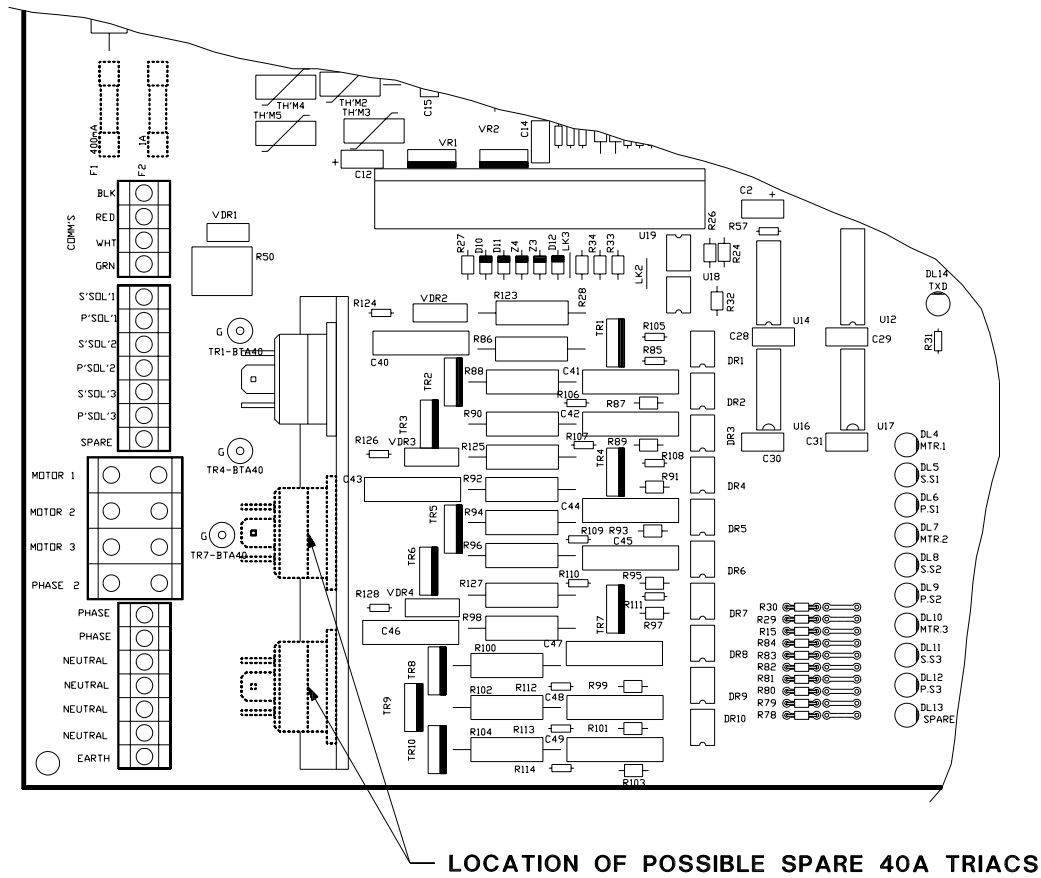 TH'M4
TH'M2
C15
TH'M5
TH'M3
VR1
VR2
C14
400mA
1A
F1
F2
+
C12
COMM'S
BLK
RED
WHT
GRN
VDR1
R50
R27
D10
D11
Z4
Z3
D12
LK3
R34
R33
U19
LK2
R26
R24
C2
+
R57
U18
R32
DL14
TXD
R31
S'SOL'1
P'SOL'1
S'SOL'2
P'SOL'2
S'SOL'3
P'SOL'3
SPARE
G
TR1-BTA40
G
TR4-BTA40
G
TR7-BTA40
R124
VDR2
R123
R28
C40
R86
TR1
R105
R85
DR1
C28
U14
C29
U12
TR2
R88
C41
R106
R87
DR2
TR3
R90
C42
DR3
U16
U17
C30
C31
R126
VDR3
R125
R107
R89
TR4
R108
R91
DR4
C43
R92
TR5
R94
C44
R109
R93
DR5
C45
TR6
R96
DR6
R110
R95
R127
R111
R97
TR7
DR7
R128
VDR4
C46
R98
C47
DR8
TR8
R100
R112
R99
TR9
R102
C48
DR9
R113
R101
DR10
TR10
R104
C49
R114
R103
MOTOR 1
MOTOR 2
MOTOR 3
PHASE 2
PHASE
PHASE
NEUTRAL
NEUTRAL
NEUTRAL
NEUTRAL
EARTH
R30
R29
R15
R84
R83
R82
R81
R80
R79
R78
DL4
MTR.1
DL5
S.S1
DL6
P.S1
DL7
MTR.2
DL8
S.S2
DL9
P.S2
DL10
MTR.3
DL11
S.S3
DL12
P.S3
DL13
SPARE
LOCATION OF POSSIBLE SPARE 40A TRIACS